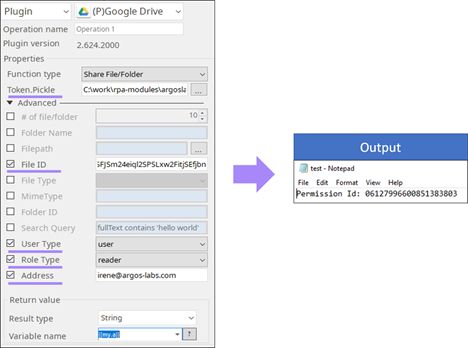 Plugin
(P)Google Drive
Operation name
Operation 1
Plugin version
2.624.2000
Properties
Function type
Share File/Folder
Token.Pickle
C:\work\rpa-modules\argosla
...
Advanced
# of file/folder
10
Folder Name
Filepath
...
File ID
File Type
MimeType
Folder ID
Search Query
fullText contains 'hello world'
User Type
user
Role Type
reader
Address
irene@argos-labs.com
Return value
Result type
String
Variable name
{{my.a}}
?
Output
test - Notepad
File Edit Format View Help
Permission Id: 06127996600851383803